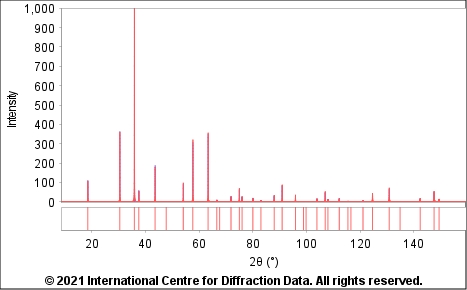 1,000
900
800
700
600
500
400
300
200
100
0
Intensity
20 40 60 80 100 120 140
2θ (°)
© 2021 International Centre for Diffraction Data. All rights reserved.